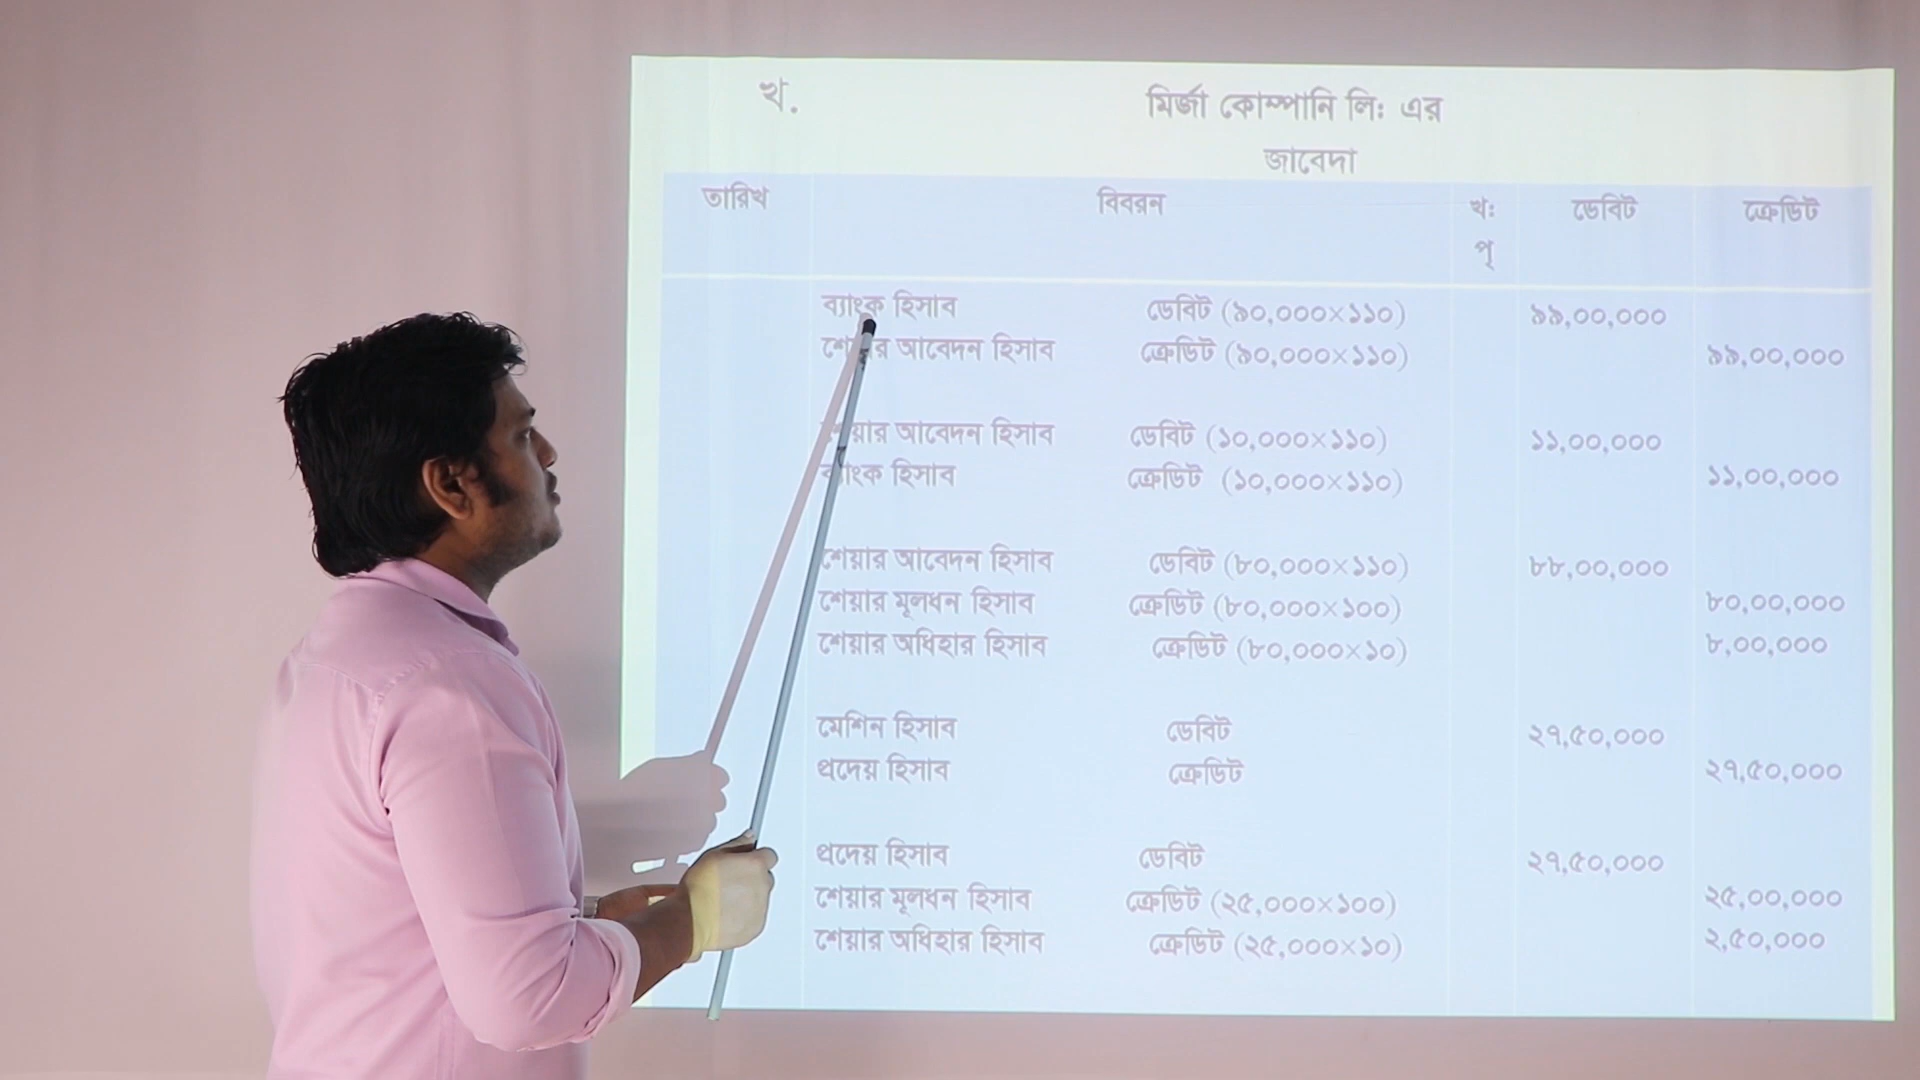 খ.
মির্জা কোম্পানি লিঃ এর
জাবেদা
তারিখ বিবরন খঃ পৃ ডেবিট ক্রেডিট
ব্যাংক হিসাব ডেবিট (৯০,০০০×১১০) ৯৯,০০,০০০
শেয়ার আবেদন হিসাব ক্রেডিট (৯০,০০০×১১০) ৯৯,০০,০০০
শেয়ার আবেদন হিসাব ডেবিট (১০,০০০×১১০) ১১,০০,০০০
ব্যাংক হিসাব ক্রেডিট (১০,০০০×১১০) ১১,০০,০০০
শেয়ার আবেদন হিসাব ডেবিট (৮০,০০০×১১০) ৮৮,০০,০০০
শেয়ার মূলধন হিসাব ক্রেডিট (৮০,০০০×১০০) ৮০,০০,০০০
শেয়ার অধিহার হিসাব ক্রেডিট (৮০,০০০×১০) ৮,০০,০০০
মেশিন হিসাব ডেবিট ২৭,৫০,০০০
প্রদেয় হিসাব ক্রেডিট ২৭,৫০,০০০
প্রদেয় হিসাব ডেবিট ২৭,৫০,০০০
শেয়ার মূলধন হিসাব ক্রেডিট (২৫,০০০×১০০) ২৫,০০,০০০
শেয়ার অধিহার হিসাব ক্রেডিট (২৫,০০০×১০) ২,৫০,০০০